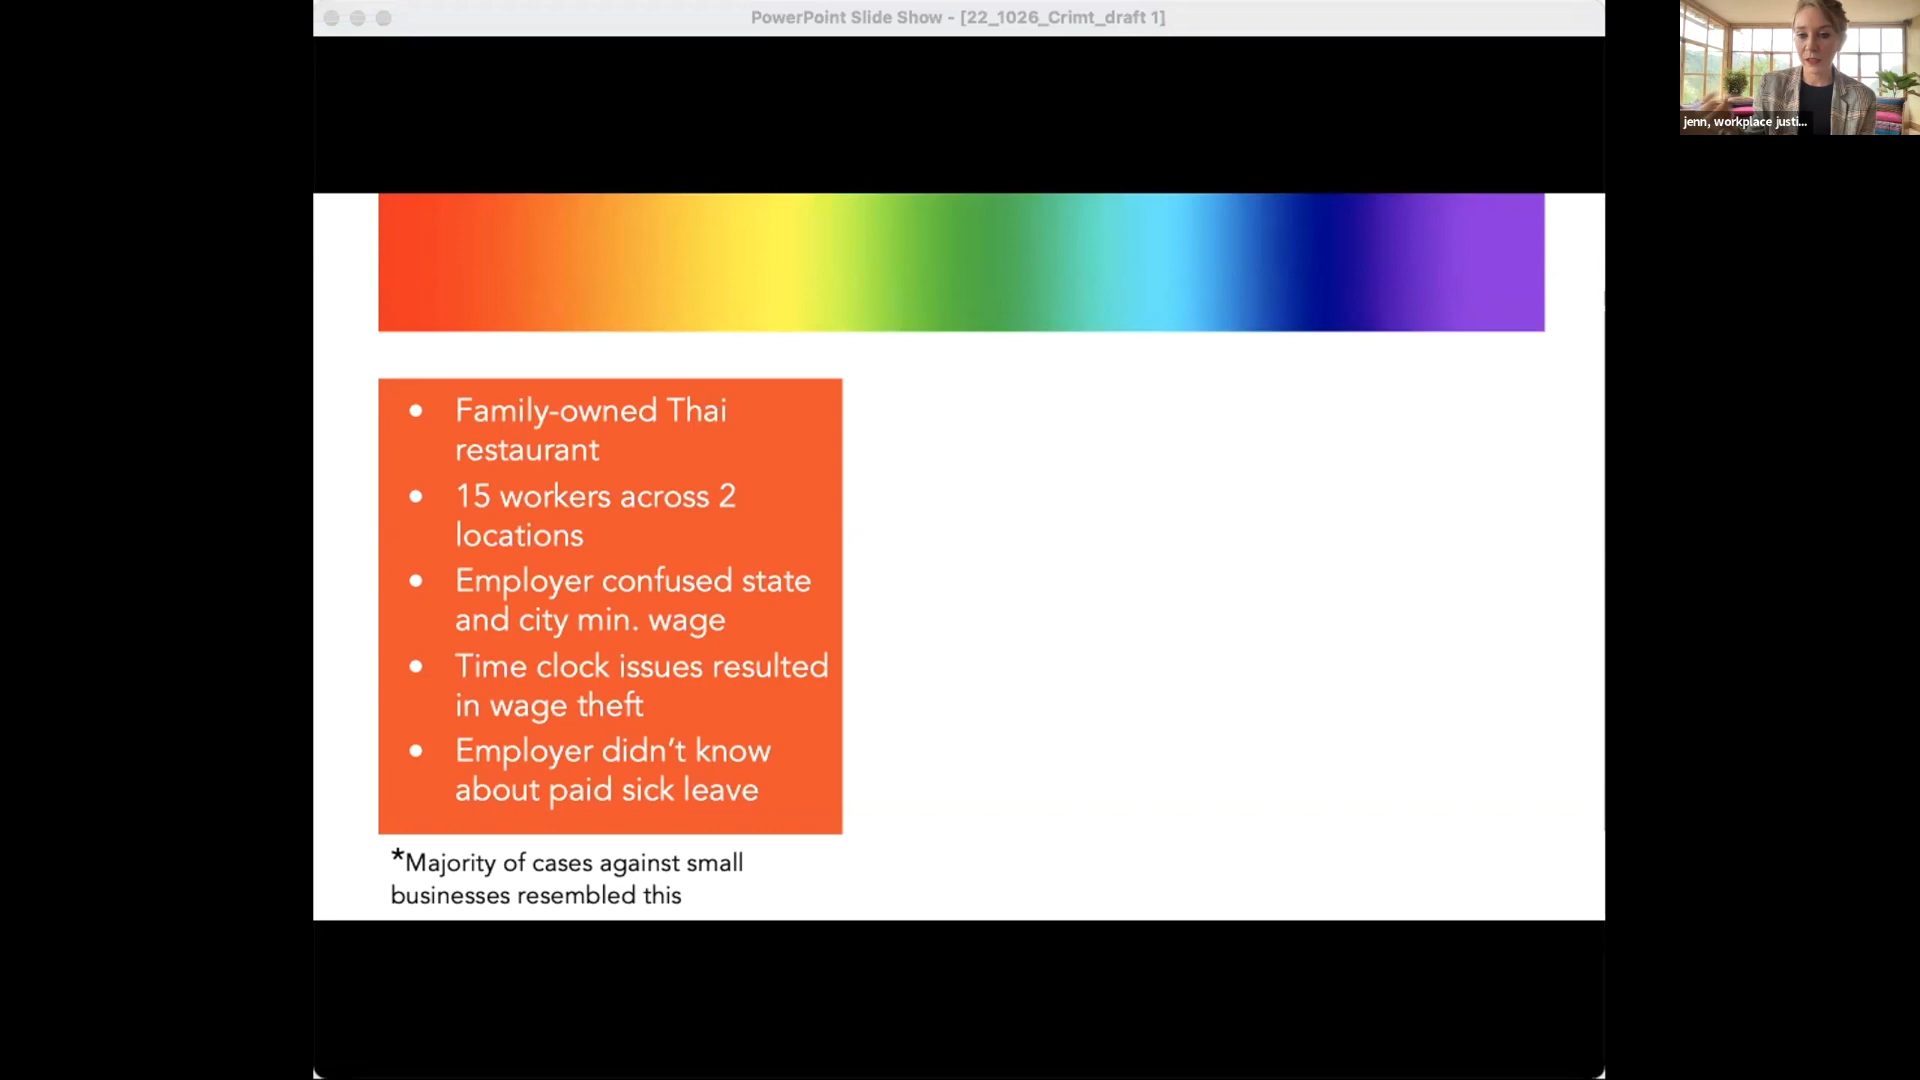 PowerPoint Slide Show - [22_1026_Crimt_draft 1]
jenn, workplace justi...
• Family-owned Thai
restaurant
• 15 workers across 2
locations
• Employer confused state
and city min. wage
• Time clock issues resulted
in wage theft
• Employer didn’t know
about paid sick leave
*Majority of cases against small
businesses resembled this